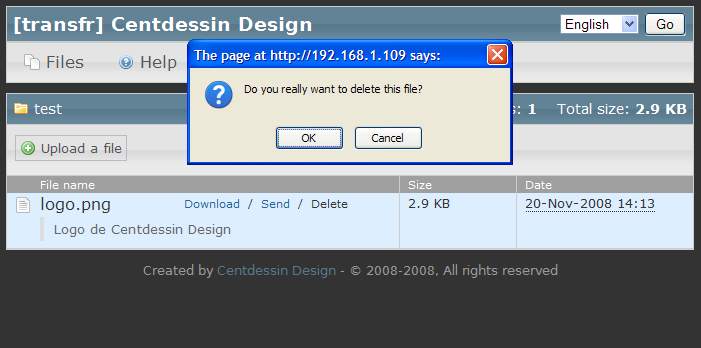 [transfr] Centdessin Design
English
Go
The page at http://192.168.1.109 says:
Files
Help
Do you really want to delete this file?
OK
Cancel
test
: 1
Total size: 2.9 KB
Upload a file
File name
Size
Date
logo.png
Download / Send / Delete
2.9 KB
20-Nov-2008 14:13
Logo de Centdessin Design
Created by Centdessin Design - © 2008-2008, All rights reserved